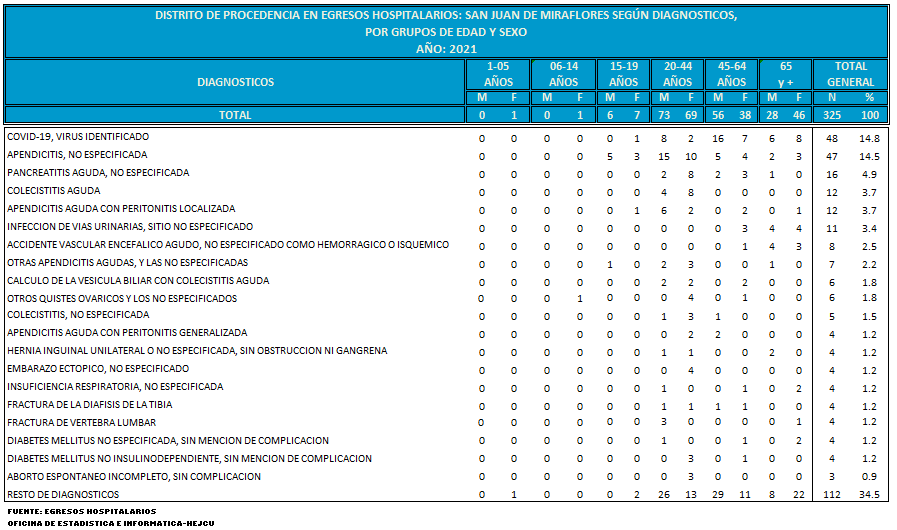 DISTRITO DE PROCEDENCIA EN EGRESOS HOSPITALARIOS: SAN JUAN DE MIRAFLORES SEGÚN DIAGNOSTICOS,
POR GRUPOS DE EDAD Y SEXO
AÑO: 2021
DIAGNOSTICOS 1-05 AÑOS 06-14 AÑOS 15-19 AÑOS 20-44 AÑOS 45-64 AÑOS 65 y + TOTAL GENERAL
M F M F M F M F M F M F N %
TOTAL 0 1 0 1 6 7 73 69 56 38 28 46 325 100
COVID-19, VIRUS IDENTIFICADO 0 0 0 0 0 1 8 2 16 7 6 8 48 14.8
APENDICITIS, NO ESPECIFICADA 0 0 0 0 5 3 15 10 5 4 2 3 47 14.5
PANCREATITIS AGUDA, NO ESPECIFICADA 0 0 0 0 0 0 2 8 2 3 1 0 16 4.9
COLECISTITIS AGUDA 0 0 0 0 0 0 4 8 0 0 0 0 12 3.7
APENDICITIS AGUDA CON PERITONITIS LOCALIZADA 0 0 0 0 0 1 6 2 0 2 0 1 12 3.7
INFECCION DE VIAS URINARIAS, SITIO NO ESPECIFICADO 0 0 0 0 0 0 0 0 0 3 4 4 11 3.4
ACCIDENTE VASCULAR ENCEFALICO AGUDO, NO ESPECIFICADO COMO HEMORRAGICO O ISQUEMICO 0 0 0 0 0 0 0 0 0 1 4 3 8 2.5
OTRAS APENDICITIS AGUDAS, Y LAS NO ESPECIFICADAS 0 0 0 0 1 0 2 3 0 0 1 0 7 2.2
CALCULO DE LA VESICULA BILIAR CON COLECISTITIS AGUDA 0 0 0 0 0 0 2 2 0 2 0 0 6 1.8
OTROS QUISTES OVARICOS Y LOS NO ESPECIFICADOS 0 0 0 1 0 0 0 4 0 1 0 0 6 1.8
COLECISTITIS, NO ESPECIFICADA 0 0 0 0 0 0 1 3 1 0 0 0 5 1.5
APENDICITIS AGUDA CON PERITONITIS GENERALIZADA 0 0 0 0 0 0 0 2 2 0 0 0 4 1.2
HERNIA INGUINAL UNILATERAL O NO ESPECIFICADA, SIN OBSTRUCCION NI GANGRENA 0 0 0 0 0 0 1 1 0 0 2 0 4 1.2
EMBARAZO ECTOPICO, NO ESPECIFICADO 0 0 0 0 0 0 0 4 0 0 0 0 4 1.2
INSUFICIENCIA RESPIRATORIA, NO ESPECIFICADA 0 0 0 0 0 0 1 0 0 1 0 2 4 1.2
FRACTURA DE LA DIAFISIS DE LA TIBIA 0 0 0 0 0 0 1 1 1 1 0 0 4 1.2
FRACTURA DE VERTEBRA LUMBAR 0 0 0 0 0 0 3 0 0 0 0 1 4 1.2
DIABETES MELLITUS NO ESPECIFICADA, SIN MENCION DE COMPLICACION 0 0 0 0 0 0 1 0 0 1 0 2 4 1.2
DIABETES MELLITUS NO INSULINODEPENDIENTE, SIN MENCION DE COMPLICACION 0 0 0 0 0 0 0 3 0 1 0 0 4 1.2
ABORTO ESPONTANEO INCOMPLETO, SIN COMPLICACION 0 0 0 0 0 0 0 3 0 0 0 0 3 0.9
RESTO DE DIAGNOSTICOS 0 1 0 0 0 2 26 13 29 11 8 22 112 34.5
FUENTE: EGRESOS HOSPITALARIOS
OFICINA DE ESTADISTICA E INFORMATICA-HEJCU